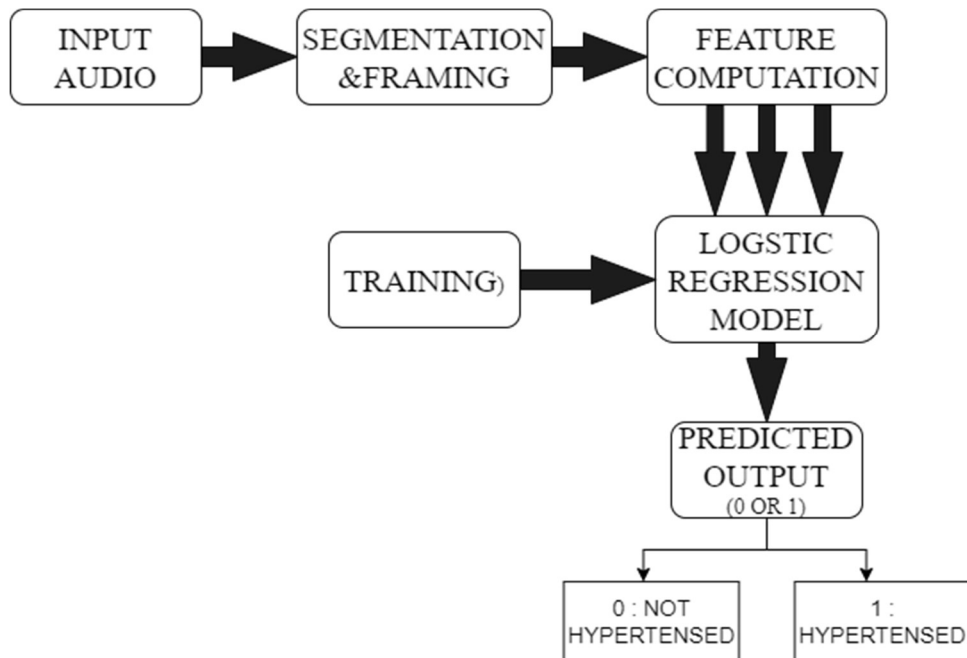 INPUT
AUDIO
SEGMENTATION
&FRAMING
FEATURE
COMPUTATION
TRAINING)
LOGSTIC
REGRESSION
MODEL
PREDICTED
OUTPUT
(0 OR 1)
0 : NOT
HYPERTENSED
1 :
HYPERTENSED